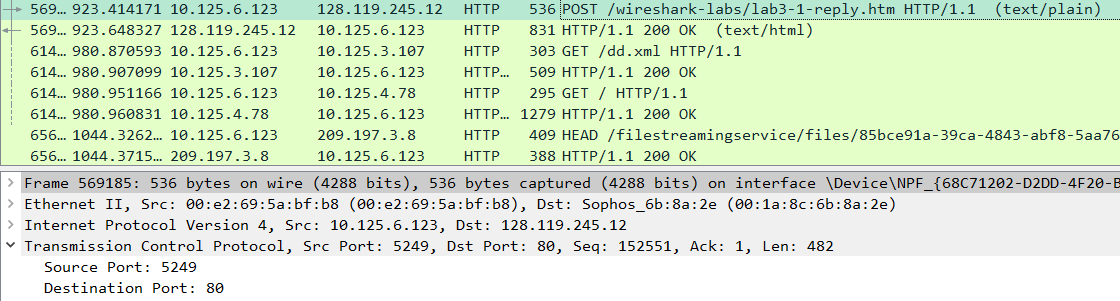 569… 923.414171 10.125.6.123 128.119.245.12 HTTP 536 POST /wireshark-labs/lab3-1-reply.htm HTTP/1.1 (text/plain)
569… 923.648327 128.119.245.12 10.125.6.123 HTTP 831 HTTP/1.1 200 OK (text/html)
614… 980.870593 10.125.6.123 10.125.3.107 HTTP 303 GET /dd.xml HTTP/1.1
614… 980.907099 10.125.3.107 10.125.6.123 HTTP… 509 HTTP/1.1 200 OK
614… 980.951166 10.125.6.123 10.125.4.78 HTTP 295 GET / HTTP/1.1
614… 980.960831 10.125.4.78 10.125.6.123 HTTP… 1279 HTTP/1.1 200 OK
656… 1044.3262… 10.125.6.123 209.197.3.8 HTTP 409 HEAD /filestreamingservice/files/85bce91a-39ca-4843-abf8-5aa76
656… 1044.3715… 209.197.3.8 10.125.6.123 HTTP 388 HTTP/1.1 200 OK
Frame 569185: 536 bytes on wire (4288 bits), 536 bytes captured (4288 bits) on interface \Device\NPF_{68C71202-D2DD-4F20-B
Ethernet II, Src: 00:e2:69:5a:bf:b8 (00:e2:69:5a:bf:b8), Dst: Sophos_6b:8a:2e (00:1a:8c:6b:8a:2e)
Internet Protocol Version 4, Src: 10.125.6.123, Dst: 128.119.245.12
Transmission Control Protocol, Src Port: 5249, Dst Port: 80, Seq: 152551, Ack: 1, Len: 482
Source Port: 5249
Destination Port: 80